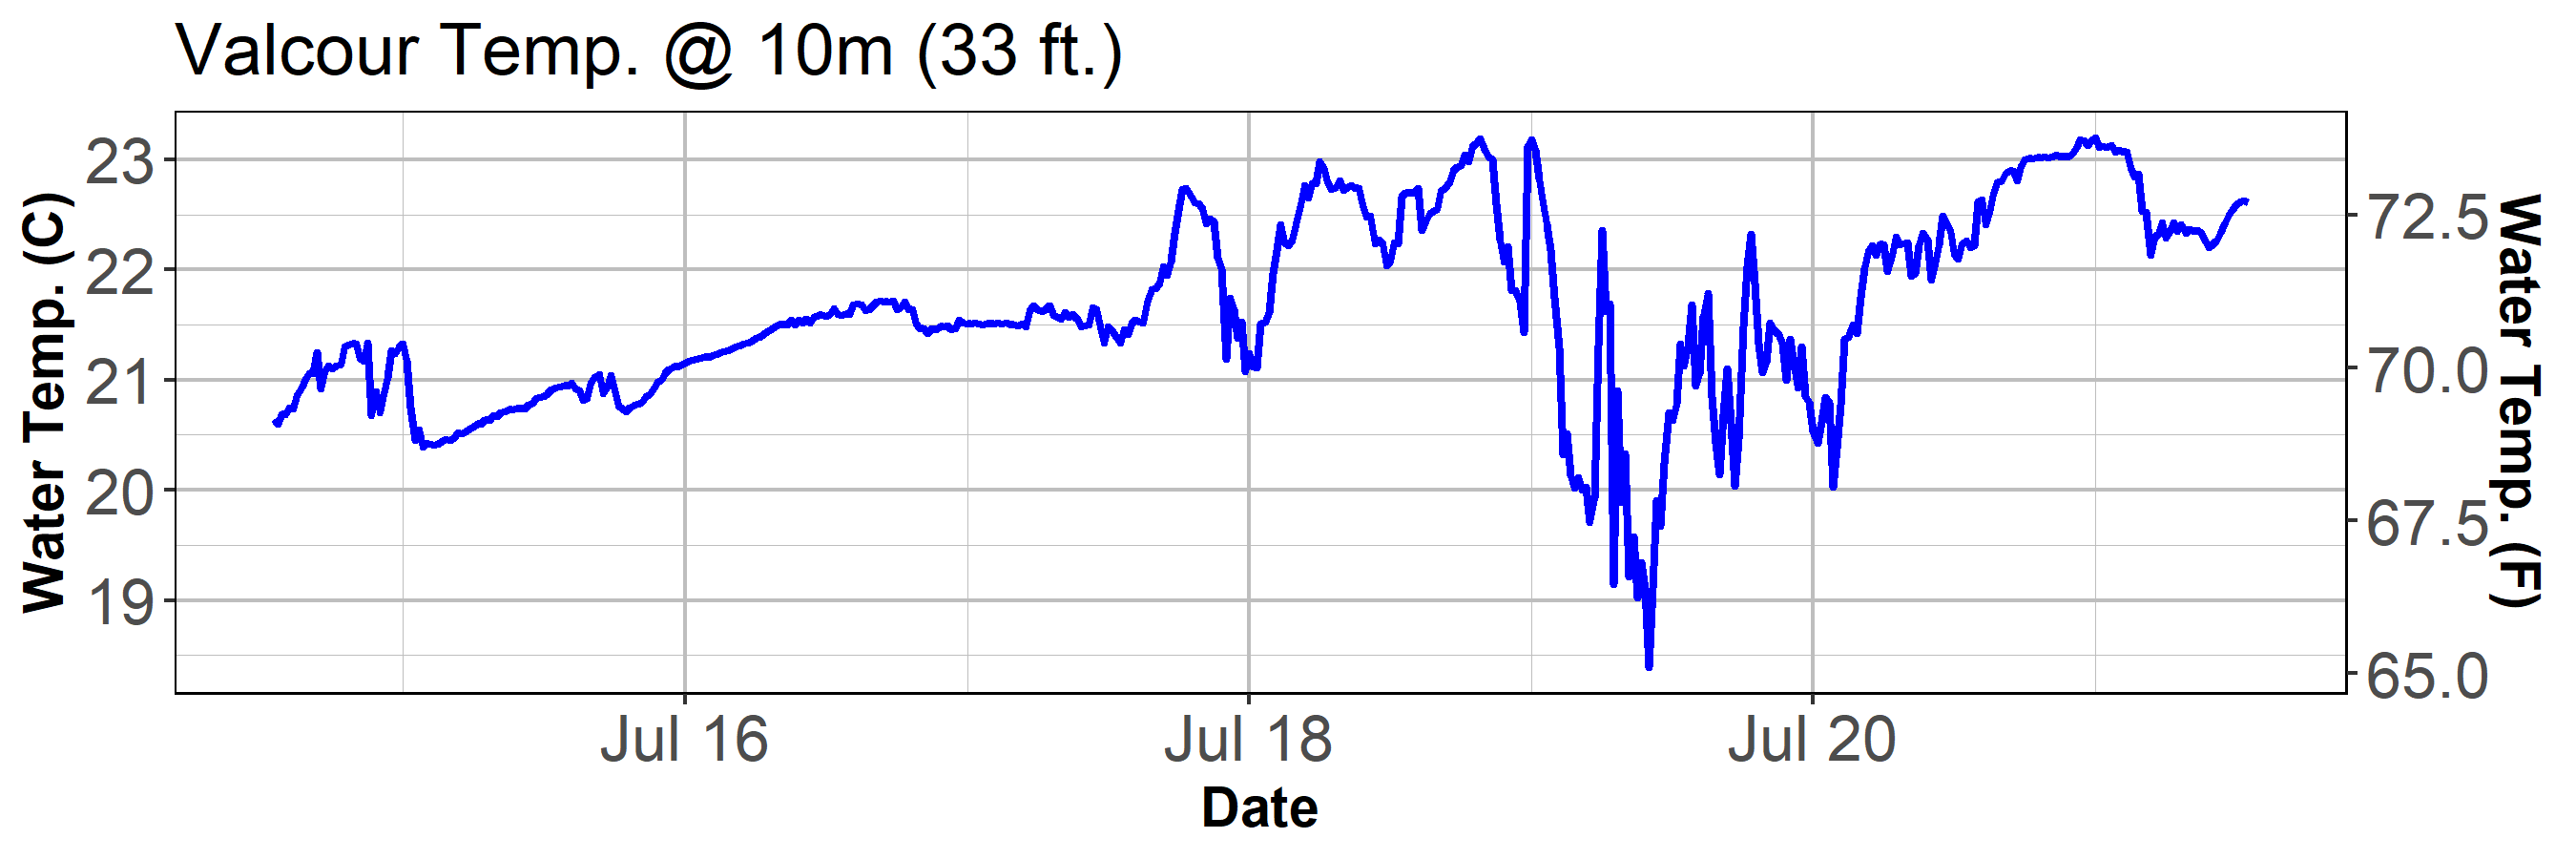 Valcour Temp. @ 10m (33 ft.)
Water Temp. (C)
23
22
21
20
19
72.5
70.0
67.5
65.0
Water Temp. (F)
Jul 16
Jul 18
Jul 20
Date